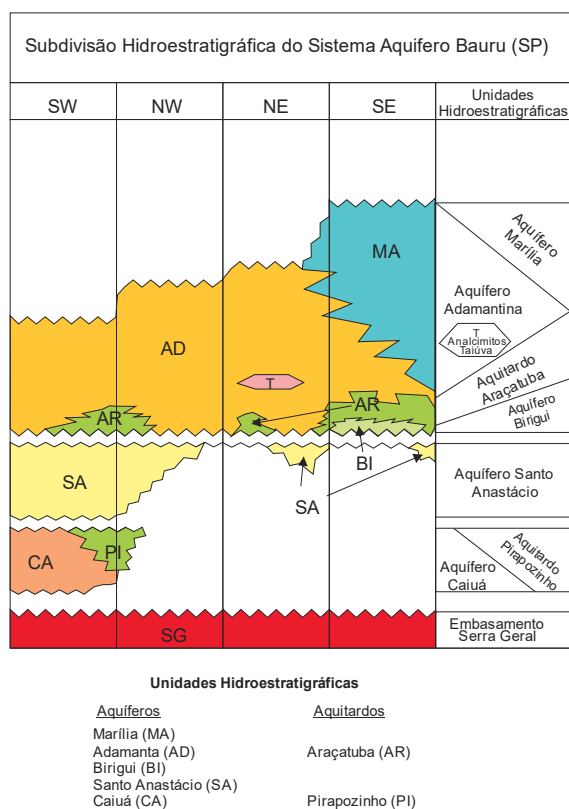 Subdivisão Hidroestratigráfica do Sistema Aquifero Bauru (SP)
SW
NW
NE
SE
Unidades
Hidroestratigráficas
MA
Aquífero
Marília
Aquífero
Adamantina
T
Analcimitos
Taiúva
AD
T
Aquitardo
Araçatuba
AR
AR
Aquífero
Birigui
BI
SA
SA
Aquífero Santo
Anastácio
CA
PI
Aquitardo
Pirapozinho
Aquífero
Caiuá
SG
Embasamento
Serra Geral
Unidades Hidroestratigráficas
Aquíferos
Aquitardos
Marília (MA)
Adamanta (AD)
Araçatuba (AR)
Birigui (BI)
Santo Anastácio (SA)
Caiuá (CA)
Pirapozinho (PI)